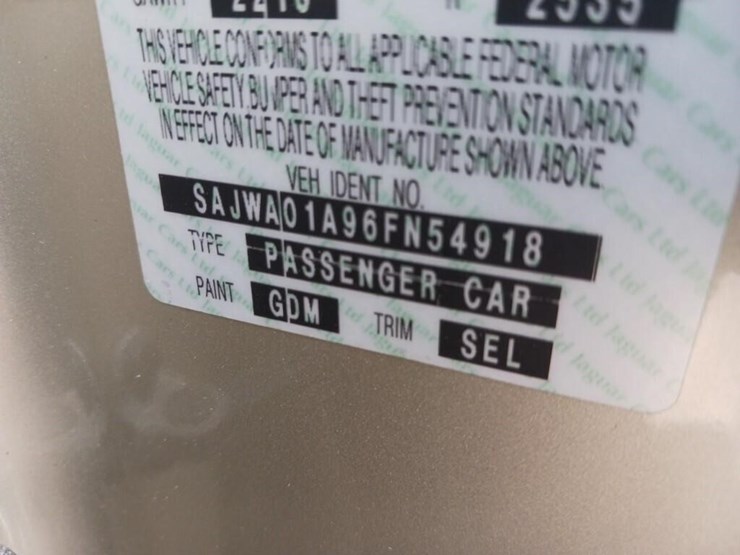 2535
THIS VEHICLE CONFORMS TO ALL APPLICABLE FEDERAL MOTOR
VEHICLE SAFETY BUMPER AND THEFT PREVENTION STANDARDS
IN EFFECT ON THE DATE OF MANUFACTURE SHOWN ABOVE.
VEH IDENT NO.
SAJWA01A96FN54918
TYPE PASSENGER CAR
PAINT GDM TRIM SEL